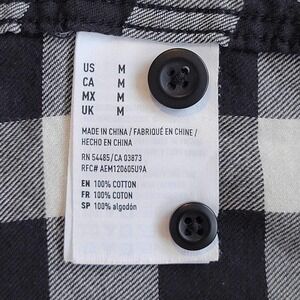 US M
CA M
MX M
UK M
MADE IN CHINA / FABRIQUÉ EN CHINE /
HECHO EN CHINA
RN 54485/CA 03873
RFC# AEM120605U9A
EN 100% COTTON
FR 100% COTON
SP 100% algodón